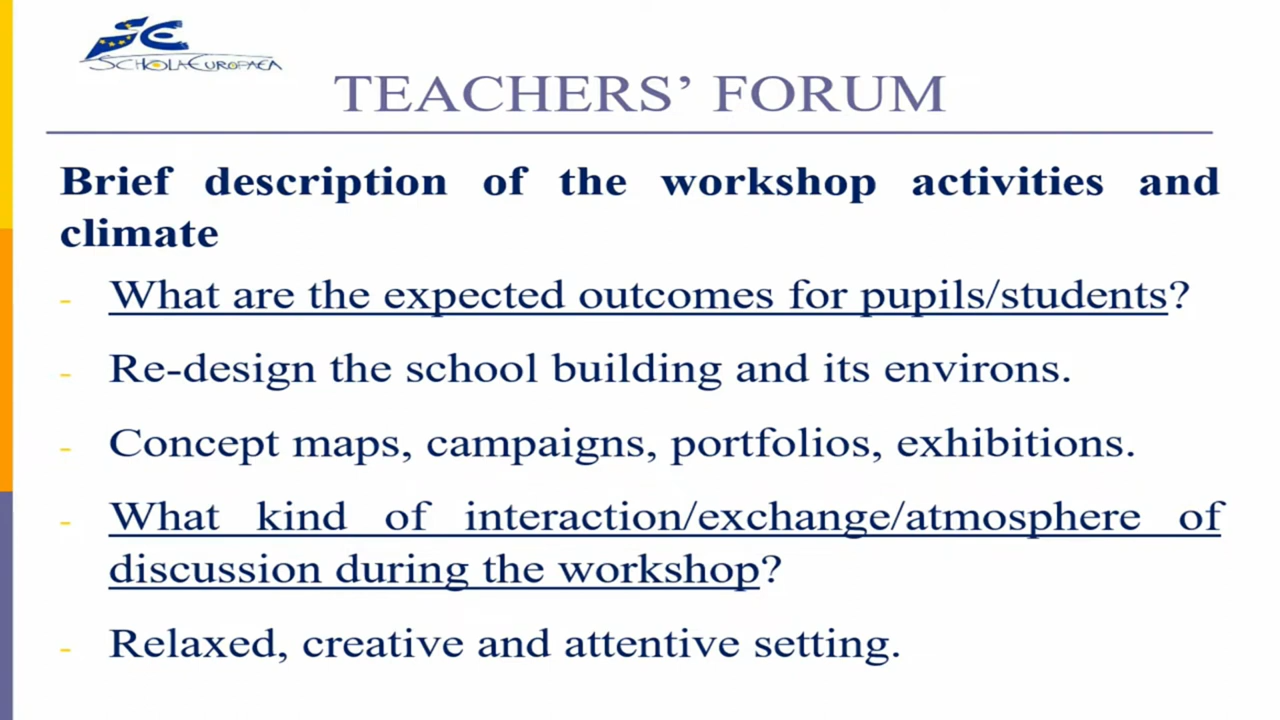 SCHOLA EUROPAEA
TEACHERS’ FORUM
Brief description of the workshop activities and
climate
- What are the expected outcomes for pupils/students?
- Re-design the school building and its environs.
- Concept maps, campaigns, portfolios, exhibitions.
- What kind of interaction/exchange/atmosphere of
discussion during the workshop?
- Relaxed, creative and attentive setting.